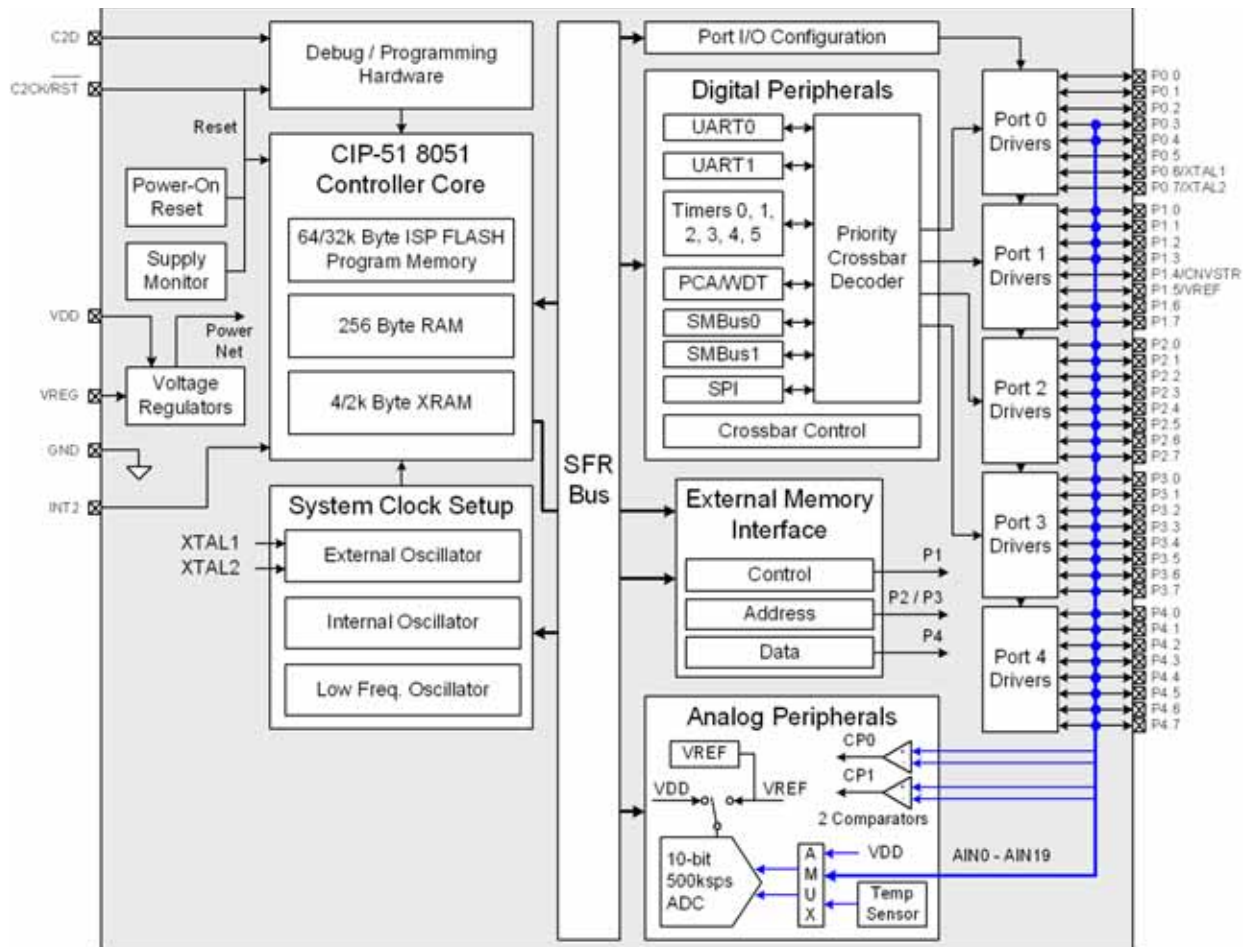 C2D
C2CK/RST
Debug / Programming
Hardware
Reset
Power-On
Reset
Supply
Monitor
VDD
Power
Net
VREG
Voltage
Regulators
GND
INT2
CIP-51 8051
Controller Core
64/32k Byte ISP FLASH
Program Memory
256 Byte RAM
4/2k Byte XRAM
System Clock Setup
XTAL1
XTAL2
External Oscillator
Internal Oscillator
Low Freq. Oscillator
SFR
Bus
Port I/O Configuration
Digital Peripherals
UART0
UART1
Timers 0, 1,
2, 3, 4, 5
PCA/WDT
SMBus0
SMBus1
SPI
Priority
Crossbar
Decoder
Crossbar Control
External Memory
Interface
Control
Address
Data
P1
P2 / P3
P4
Analog Peripherals
VREF
VDD
VREF
CP0
+
-
CP1
+
-
2 Comparators
10-bit
500ksps
ADC
A
M
U
X
VDD
Temp
Sensor
AIN0 - AIN19
Port 0
Drivers
Port 1
Drivers
Port 2
Drivers
Port 3
Drivers
Port 4
Drivers
P0.0
P0.1
P0.2
P0.3
P0.4
P0.5
P0.6/XTAL1
P0.7/XTAL2
P1.0
P1.1
P1.2
P1.3
P1.4/CNVSTR
P1.5/VREF
P1.6
P1.7
P2.0
P2.1
P2.2
P2.3
P2.4
P2.5
P2.6
P2.7
P3.0
P3.1
P3.2
P3.3
P3.4
P3.5
P3.6
P3.7
P4.0
P4.1
P4.2
P4.3
P4.4
P4.5
P4.6
P4.7